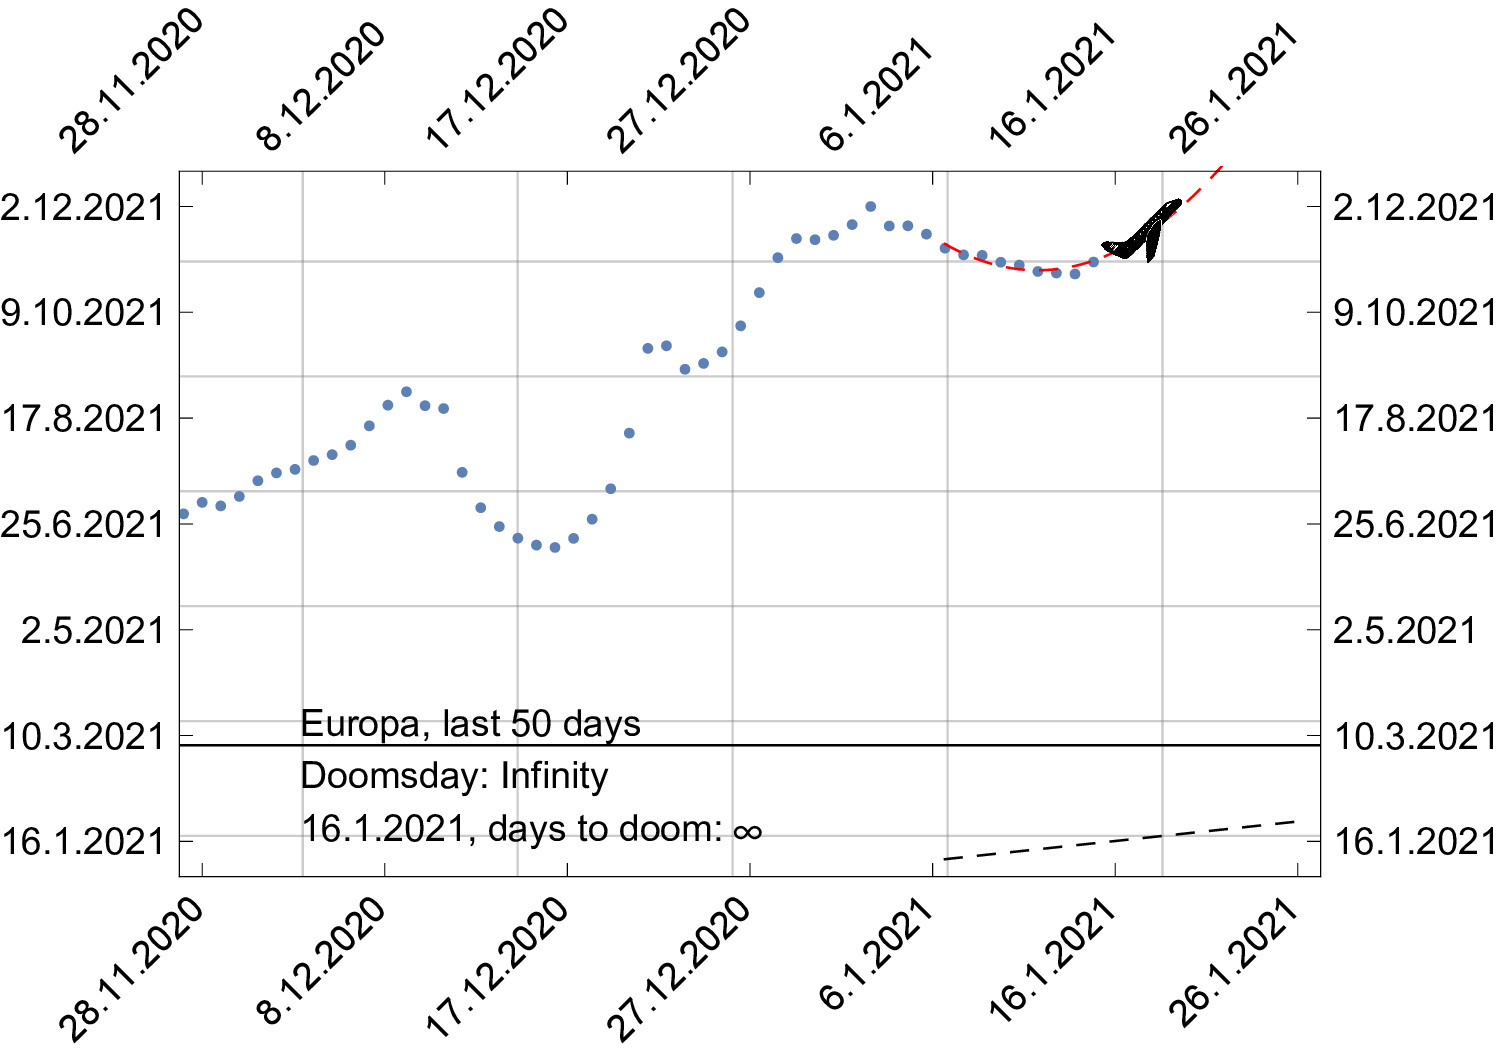 28.11.2020 8.12.2020 17.12.2020 27.12.2020 6.1.2021 16.1.2021 26.1.2021
2.12.2021 2.12.2021
9.10.2021 9.10.2021
17.8.2021 17.8.2021
25.6.2021 25.6.2021
2.5.2021 2.5.2021
Europa, last 50 days
10.3.2021 10.3.2021
Doomsday: Infinity
16.1.2021, days to doom: ∞
16.1.2021 16.1.2021
28.11.2020 8.12.2020 17.12.2020 27.12.2020 6.1.2021 16.1.2021 26.1.2021